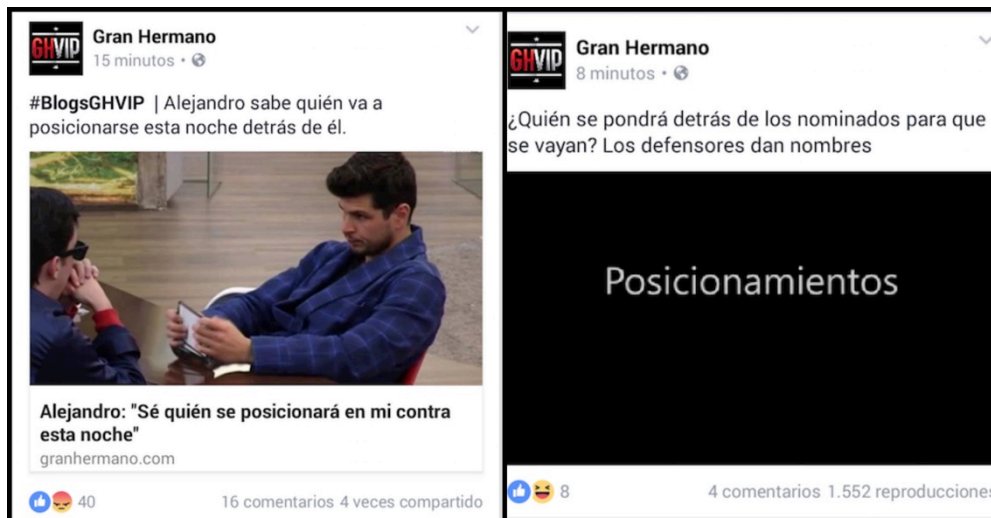 GHVIP
Gran Hermano
15 minutos •
#BlogsGHVIP | Alejandro sabe quién va a
posicionarse esta noche detrás de él.
Alejandro: "Sé quién se posicionará en mi contra
esta noche"
granhermano.com
40
16 comentarios 4 veces compartido
GHVIP
Gran Hermano
8 minutos •
¿Quién se pondrá detrás de los nominados para que
se vayan? Los defensores dan nombres
Posicionamientos
8
4 comentarios 1.552 reproducciones